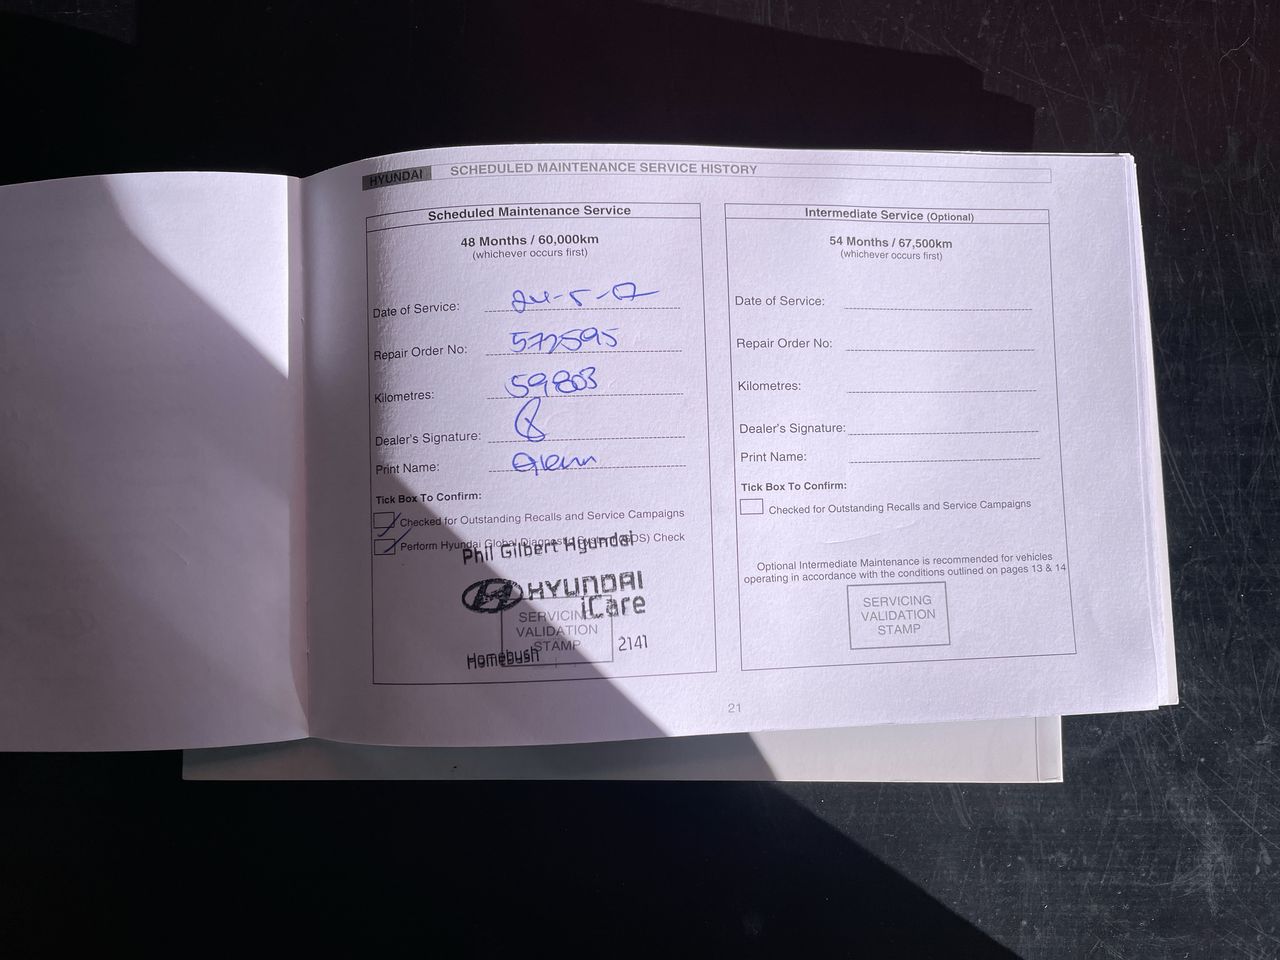 HYUNDAI SCHEDULED MAINTENANCE SERVICE HISTORY
Scheduled Maintenance Service
48 Months / 60,000km
(whichever occurs first)
Date of Service: 24-5-17
Repair Order No: 572595
Kilometres: 59803
Dealer's Signature:
Print Name: Glenn
Tick Box To Confirm:
Checked for Outstanding Recalls and Service Campaigns
Perform Hyundai Global Diagnostic System (GDS) Check
Phil Gilbert Hyundai
HYUNDAI
iCare
SERVICING
VALIDATION
STAMP
Homebush 2141
Intermediate Service (Optional)
54 Months / 67,500km
(whichever occurs first)
Date of Service:
Repair Order No:
Kilometres:
Dealer's Signature:
Print Name:
Tick Box To Confirm:
Checked for Outstanding Recalls and Service Campaigns
Optional Intermediate Maintenance is recommended for vehicles
operating in accordance with the conditions outlined on pages 13 & 14
SERVICING
VALIDATION
STAMP
21